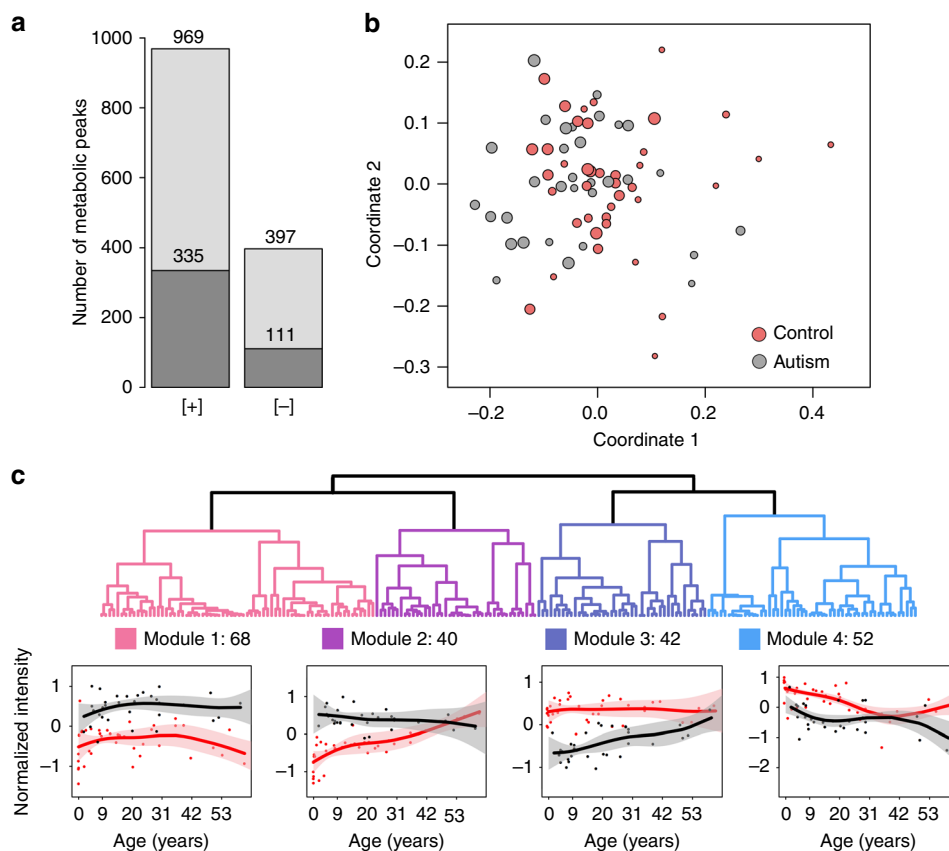 a
Number of metabolic peaks
1000
800
600
400
200
0
969
335
397
111
[+]
[–]
b
Coordinate 2
0.2
0.1
0.0
–0.1
–0.2
–0.3
Control
Autism
–0.2
0.0
0.2
0.4
Coordinate 1
c
Module 1: 68
Module 2: 40
Module 3: 42
Module 4: 52
Normalized intensity
1
0
–1
0 9 20 31 42 53
Age (years)
1
0
–1
0 9 20 31 42 53
Age (years)
1
0
–1
0 9 20 31 42 53
Age (years)
1
0
–1
–2
0 9 20 31 42 53
Age (years)